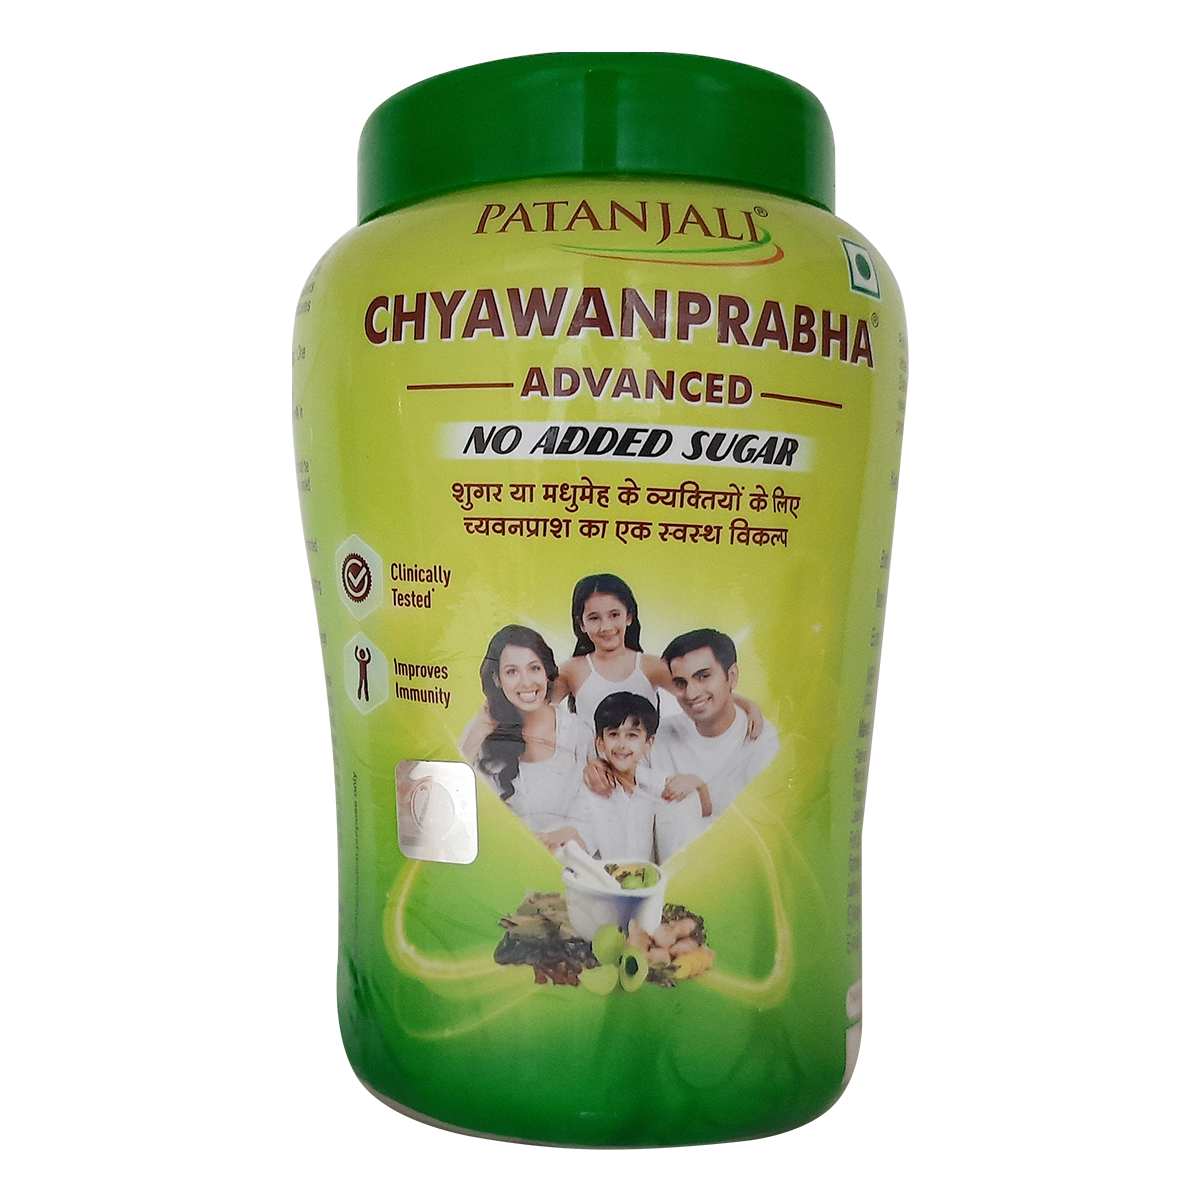 PATANJALI®
CHYAWANPRABHA®
ADVANCED
NO ADDED SUGAR
शुगर या मधुमेह के व्यक्तियों के लिए
च्यवनप्राश का एक स्वस्थ विकल्प
Clinically
Tested*
Improves
Immunity